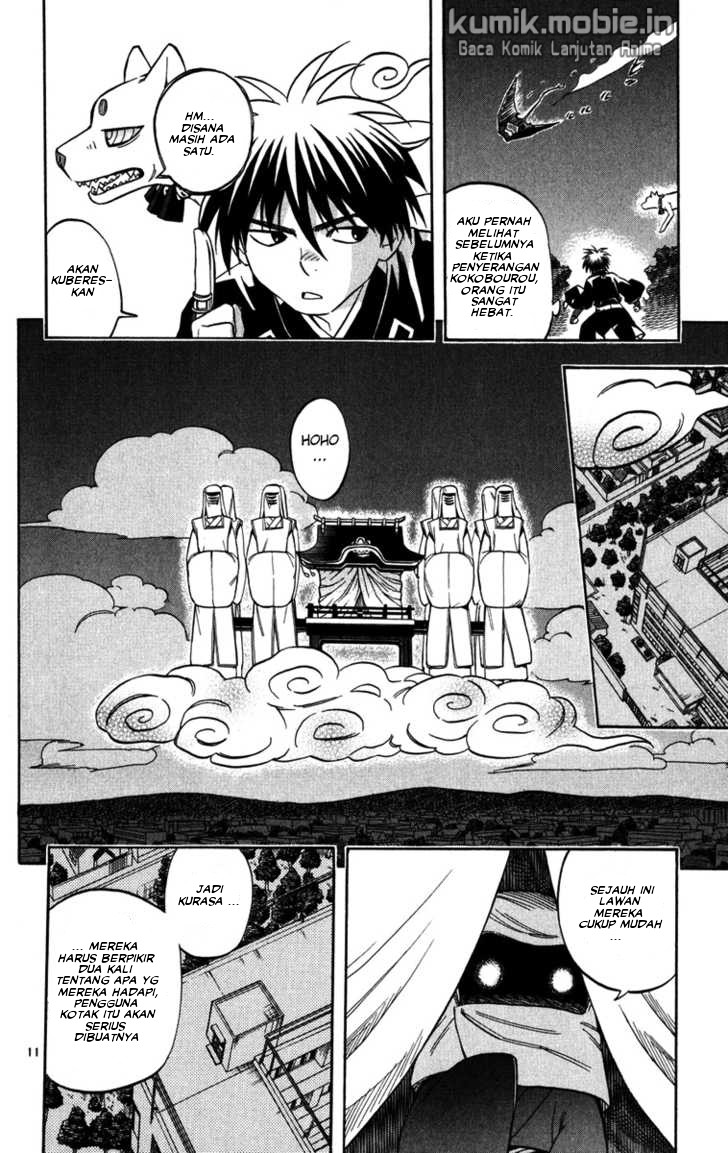 kumik.mobie.in
Baca Komik Lanjutan Anime
AKU PERNAH
MELIHAT
SEBELUMNYA
KETIKA
PENYERANGAN
KOKOBOUROU,
ORANG ITU
SANGAT
HEBAT.
HM...
DISANA
MASIH ADA
SATU.
AKAN
KUBERES-
KAN
HOHO
...
SEJAUH INI
LAWAN
MEREKA
CUKUP MUDAH
...
JADI
KURASA ...
... MEREKA
HARUS BERPIKIR
DUA KALI
TENTANG APA YG
MEREKA HADAPI,
PENGGUNA
KOTAK ITU AKAN
SERIUS
DIBUATNYA
11